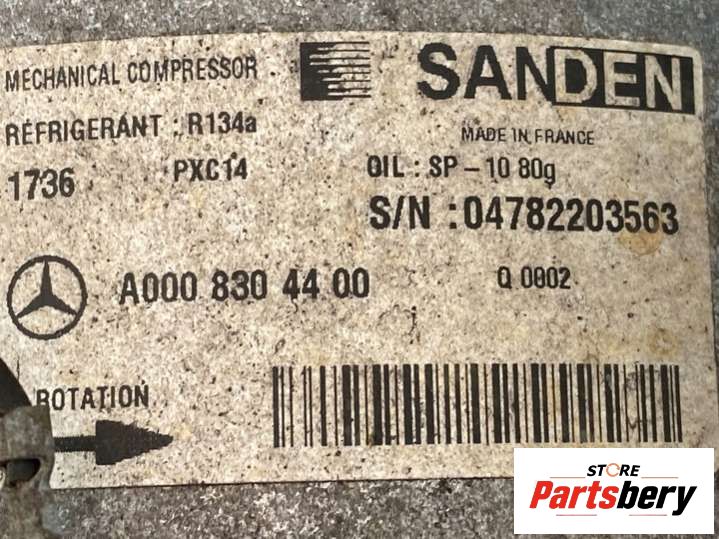 MECHANICAL COMPRESSOR
SANDEN
REFRIGERANT : R134a
MADE IN FRANCE
1736 PXC14 OIL : SP-10 80g
S/N : 04782203563
A000 830 44 00 Q 0002
ROTATION
STORE
Partsbery